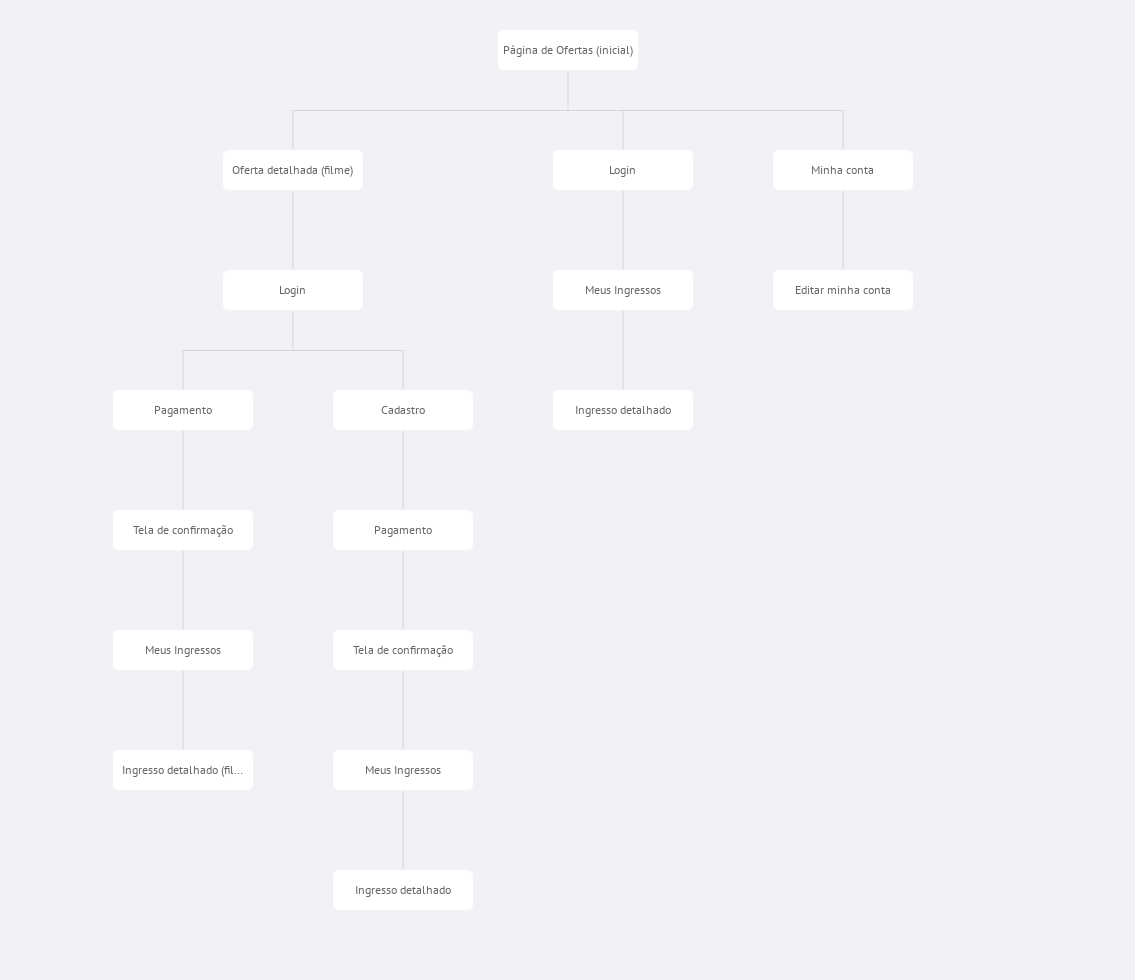 Página de Ofertas (inicial)
Oferta detalhada (filme)
Login
Minha conta
Login
Meus Ingressos
Editar minha conta
Pagamento
Cadastro
Ingresso detalhado
Tela de confirmação
Pagamento
Meus Ingressos
Tela de confirmação
Ingresso detalhado (fil...
Meus Ingressos
Ingresso detalhado